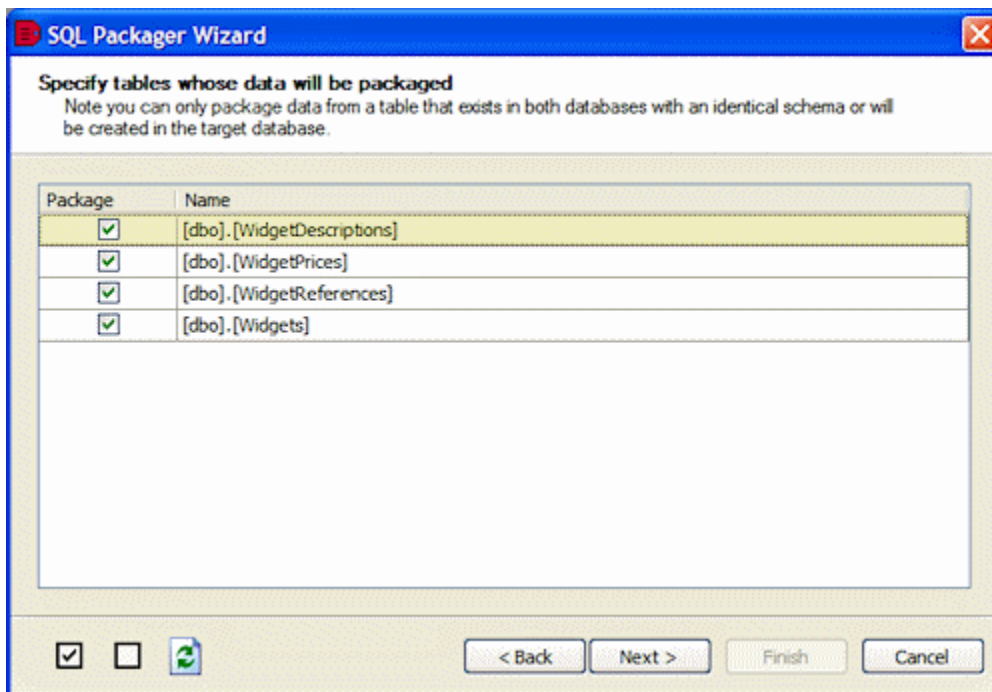 SQL Packager Wizard
Specify tables whose data will be packaged
Note you can only package data from a table that exists in both databases with an identical schema or will
be created in the target database.
Package Name
[dbo].[WidgetDescriptions]
[dbo].[WidgetPrices]
[dbo].[WidgetReferences]
[dbo].[Widgets]
< Back Next > Finish Cancel